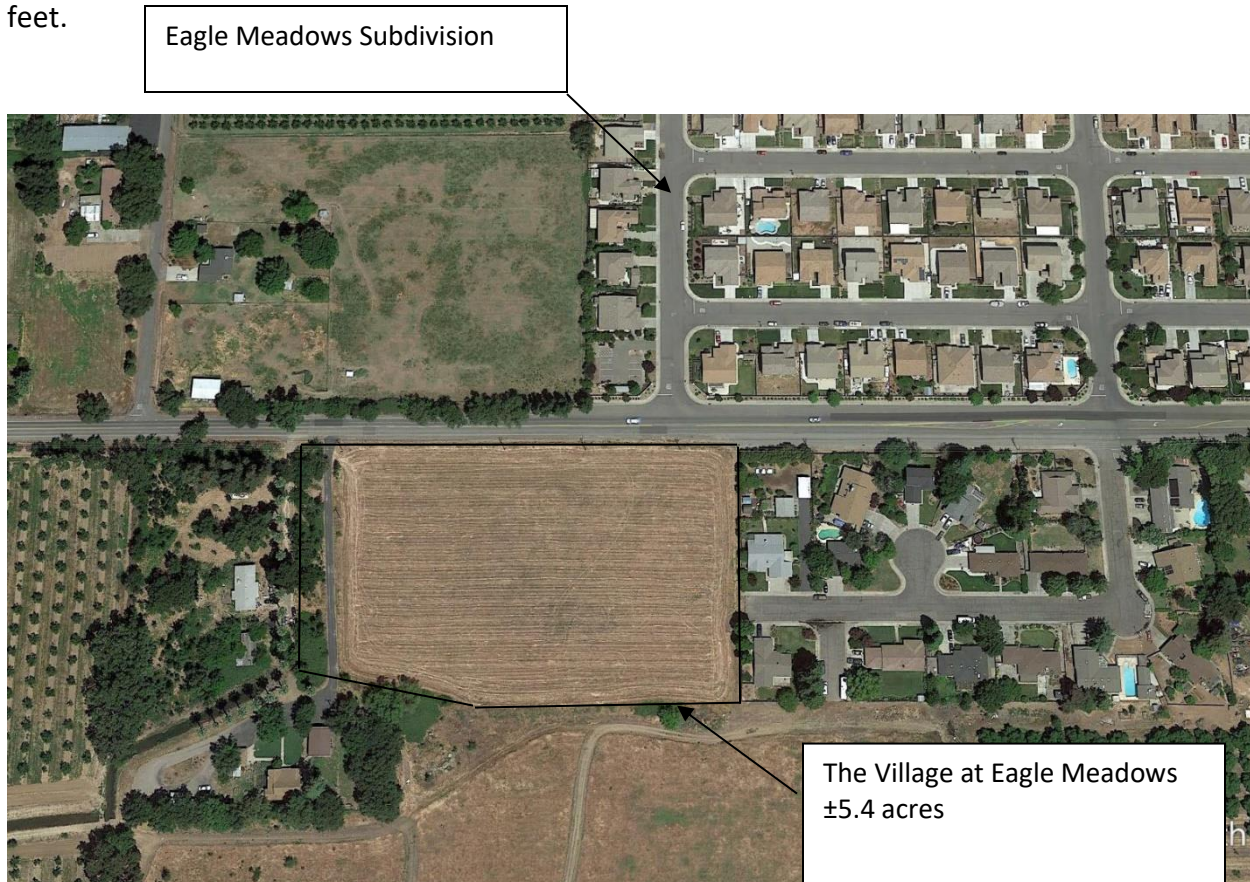 feet.
Eagle Meadows Subdivision
The Village at Eagle Meadows
±5.4 acres
h